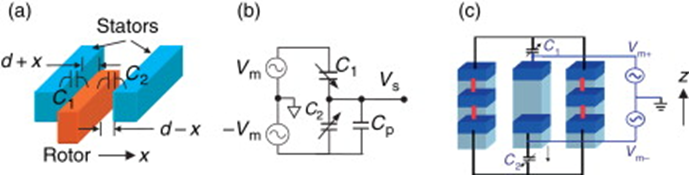 (a)
Stators
d + x
C2
C1
d – x
Rotor
x
(b)
Vm
C1
Vs
C2
–Vm
Cp
(c)
C1
Vm+
Z
C2
Vm–